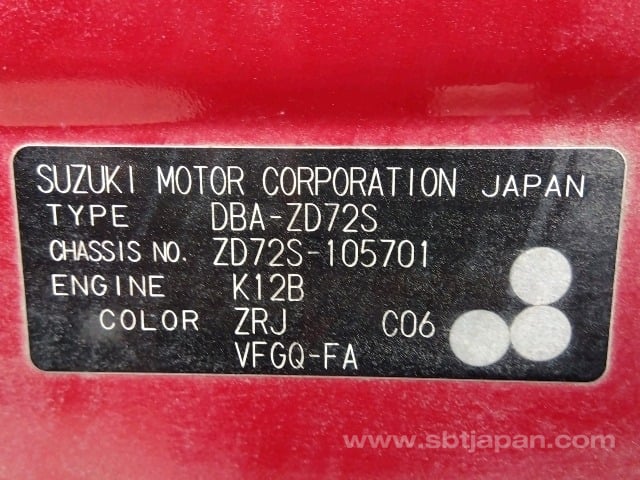 SUZUKI MOTOR CORPORATION JAPAN
TYPE DBA-ZD72S
CHASSIS NO. ZD72S-105701
ENGINE K12B
COLOR ZRJ C06
VFGQ-FA
www.sbtjapan.com